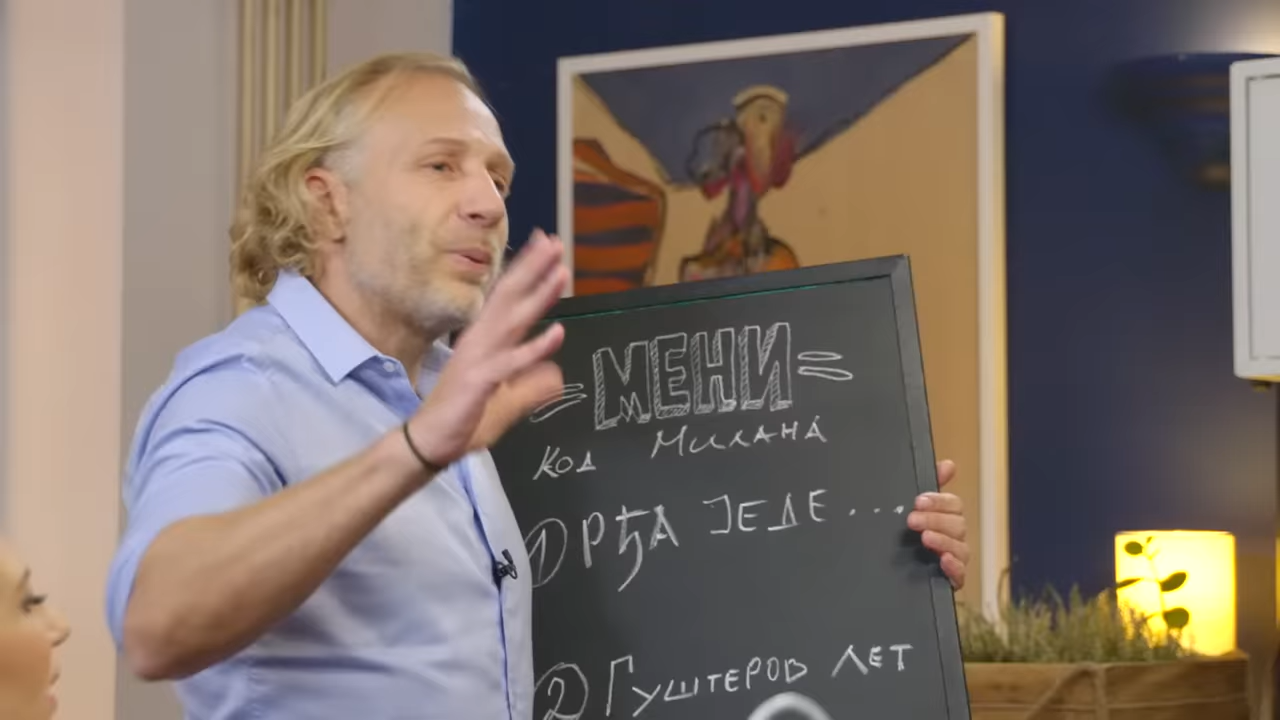 = МЕНИ =
Код Милана
1) РЂА ЈЕДЕ...
2) Гуштеров лет